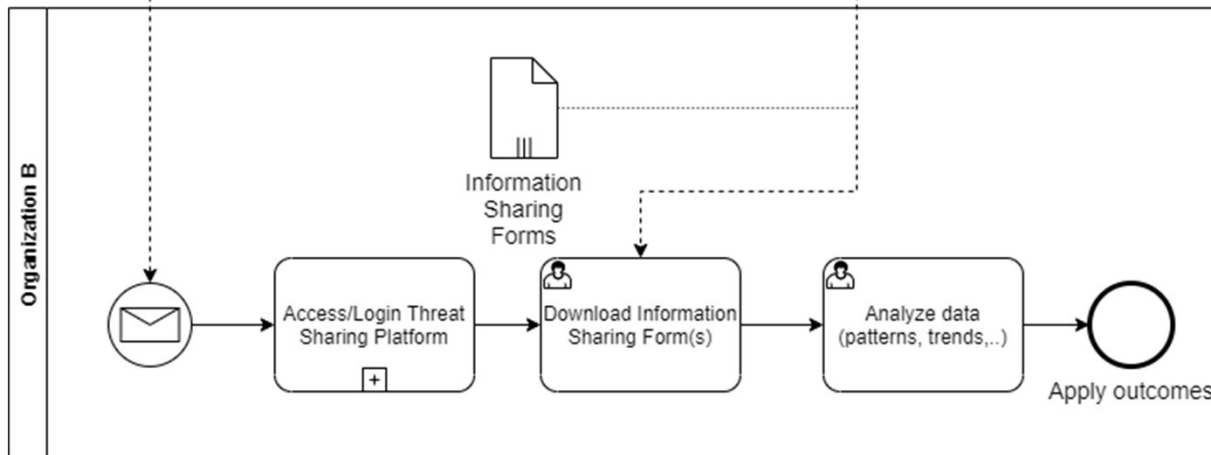 Organization B
Information
Sharing
Forms
Access/Login Threat
Sharing Platform
Download Information
Sharing Form(s)
Analyze data
(patterns, trends,..)
Apply outcomes